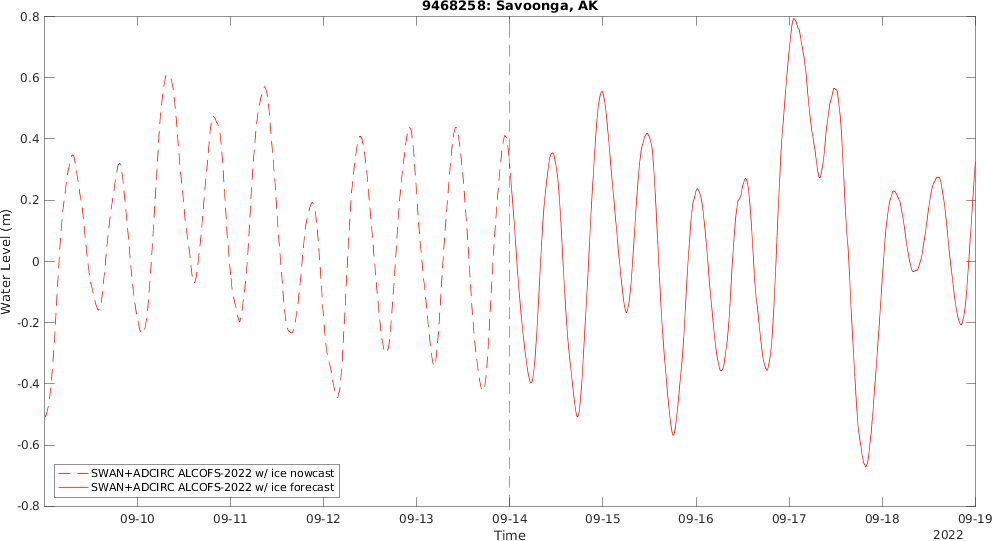 9468258: Savoonga, AK
0.8
0.6
0.4
0.2
0
-0.2
-0.4
-0.6
-0.8
Water Level (m)
SWAN+ADCIRC ALCOFS-2022 w/ ice nowcast
SWAN+ADCIRC ALCOFS-2022 w/ ice forecast
09-10 09-11 09-12 09-13 09-14 09-15 09-16 09-17 09-18 09-19
Time
2022